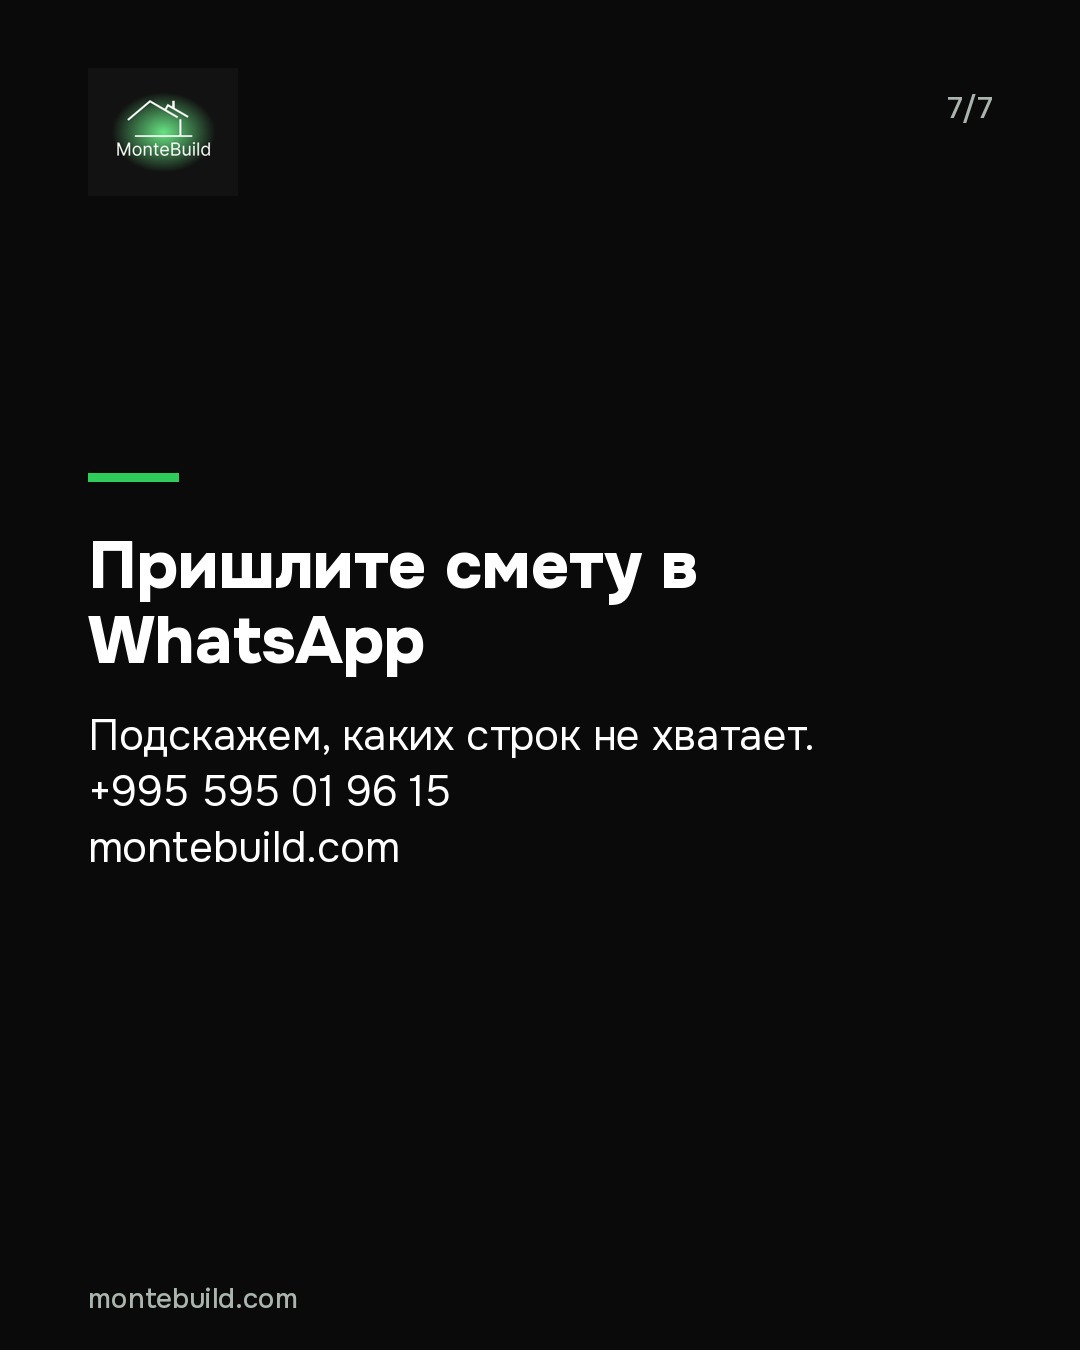 MonteBuild
7/7
Пришлите смету в
WhatsApp
Подскажем, каких строк не хватает.
+995 595 01 96 15
montebuild.com
montebuild.com